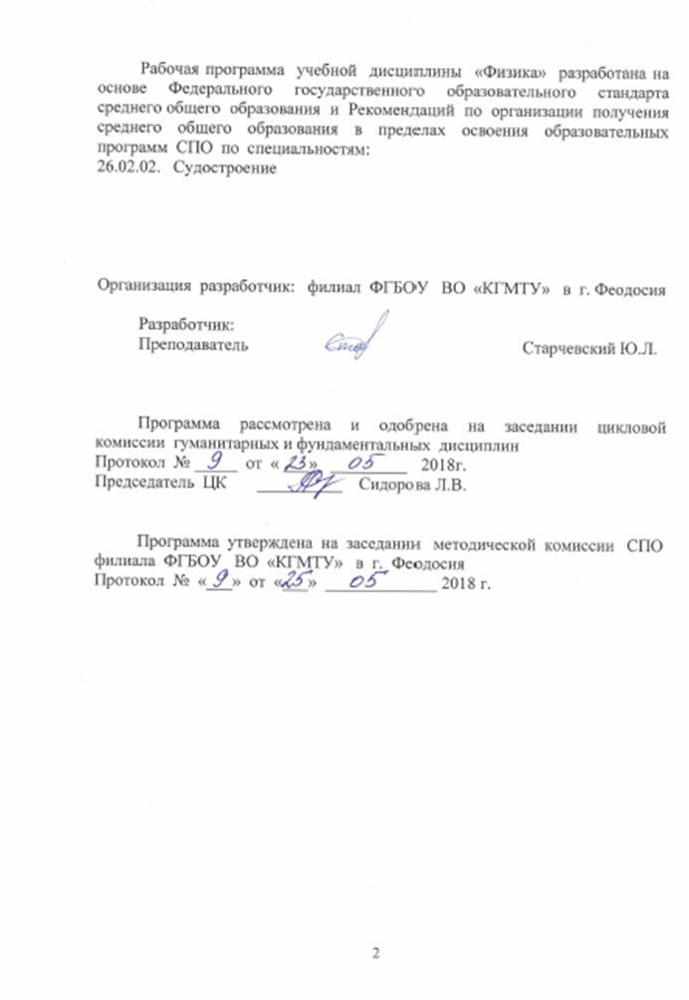 Рабочая программа учебной дисциплины «Физика» разработана на
основе Федерального государственного образовательного стандарта
среднего общего образования и Рекомендаций по организации получения
среднего общего образования в пределах освоения образовательных
программ СПО по специальностям:
26.02.02. Судостроение
Организация разработчик: филиал ФГБОУ ВО «КГМТУ» в г. Феодосия
Разработчик:
Преподаватель Старчевский Ю.Л.
Программа рассмотрена и одобрена на заседании цикловой
комиссии гуманитарных и фундаментальных дисциплин
Протокол № 9 от «23» 05 2018г.
Председатель ЦК Сидорова Л.В.
Программа утверждена на заседании методической комиссии СПО
филиала ФГБОУ ВО «КГМТУ» в г. Феодосия
Протокол № «9» от «25» 05 2018 г.
2